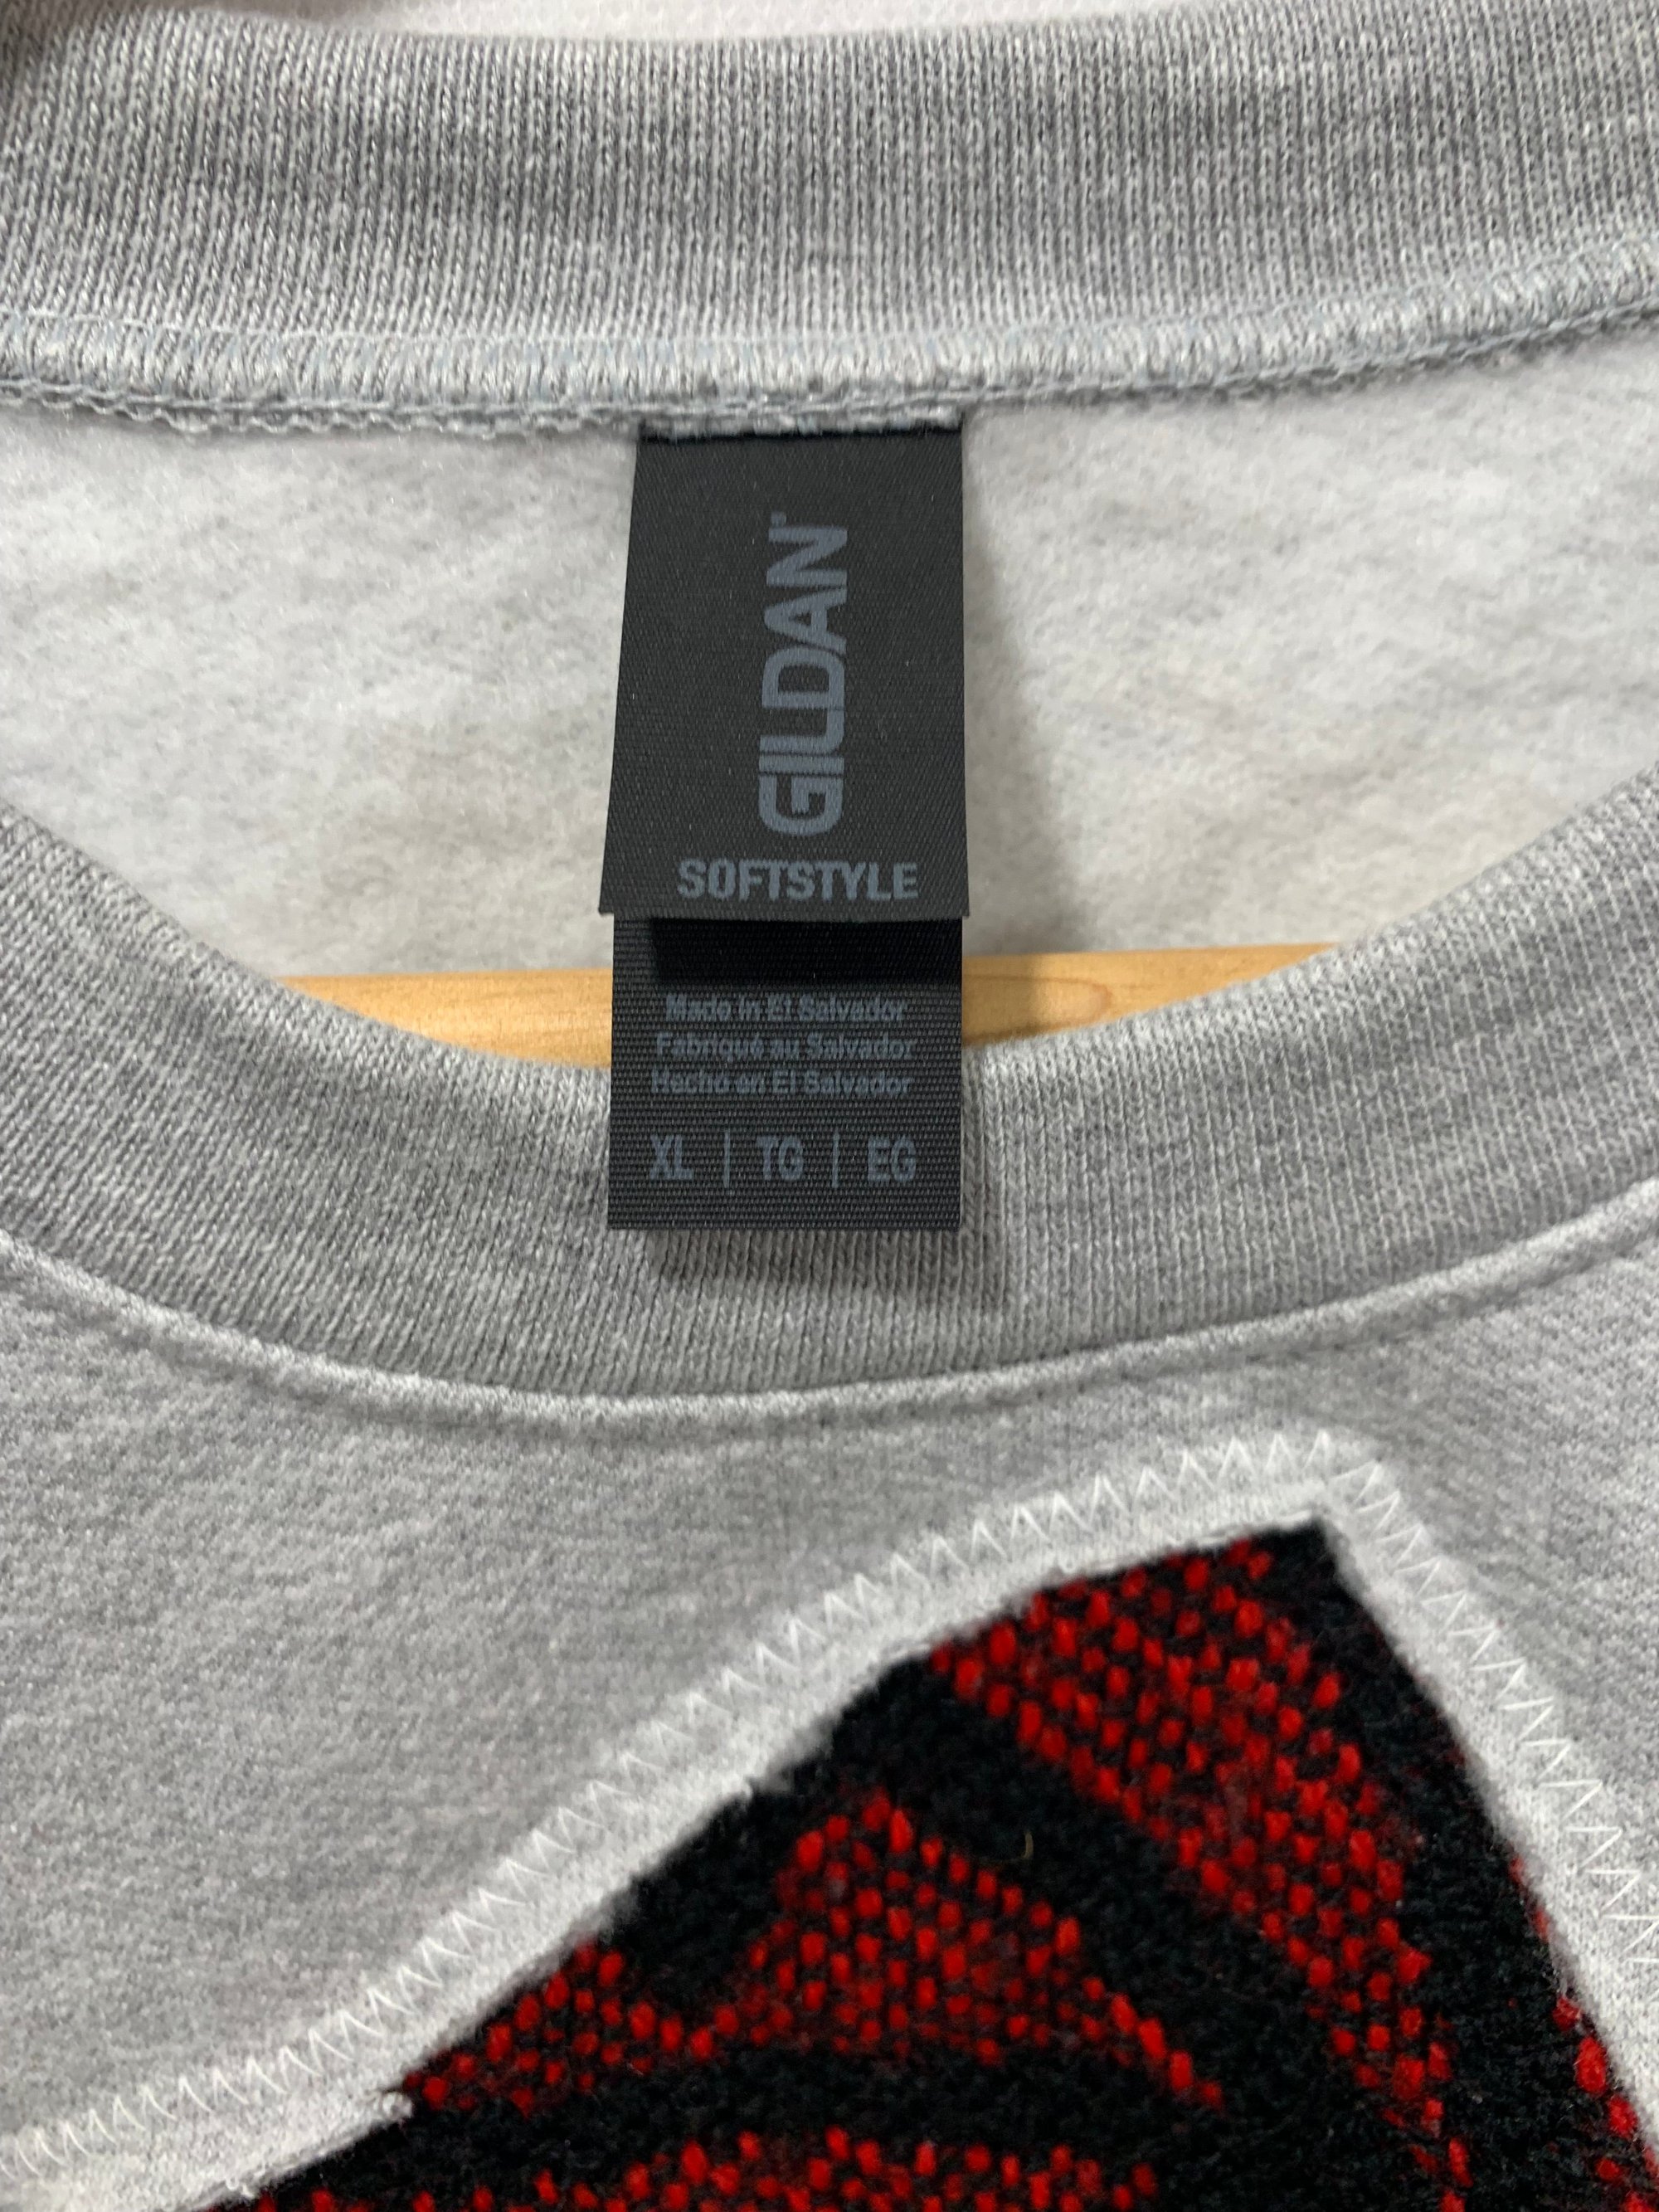 GILDAN®
SOFTSTYLE
Made in El Salvador
Fabriqué au Salvador
Hecho en El Salvador
XL | TG | EG